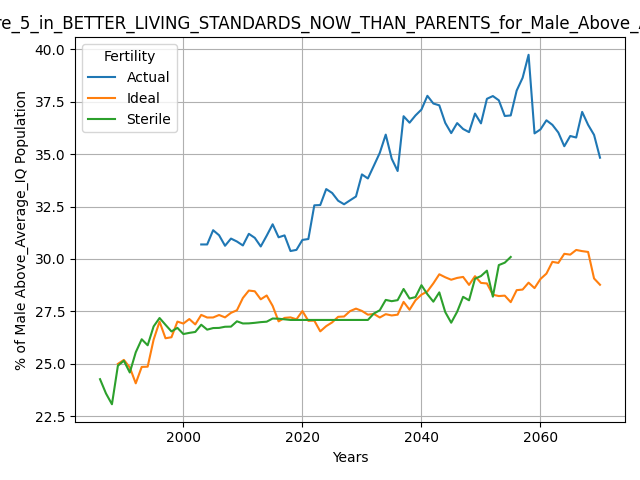 re_5_in_BETTER_LIVING_STANDARDS_NOW_THAN_PARENTS_for_Male_Above_
Fertility
Actual
Ideal
Sterile
% of Male Above_Average_IQ Population
40.0
37.5
35.0
32.5
30.0
27.5
25.0
22.5
2000
2020
2040
2060
Years